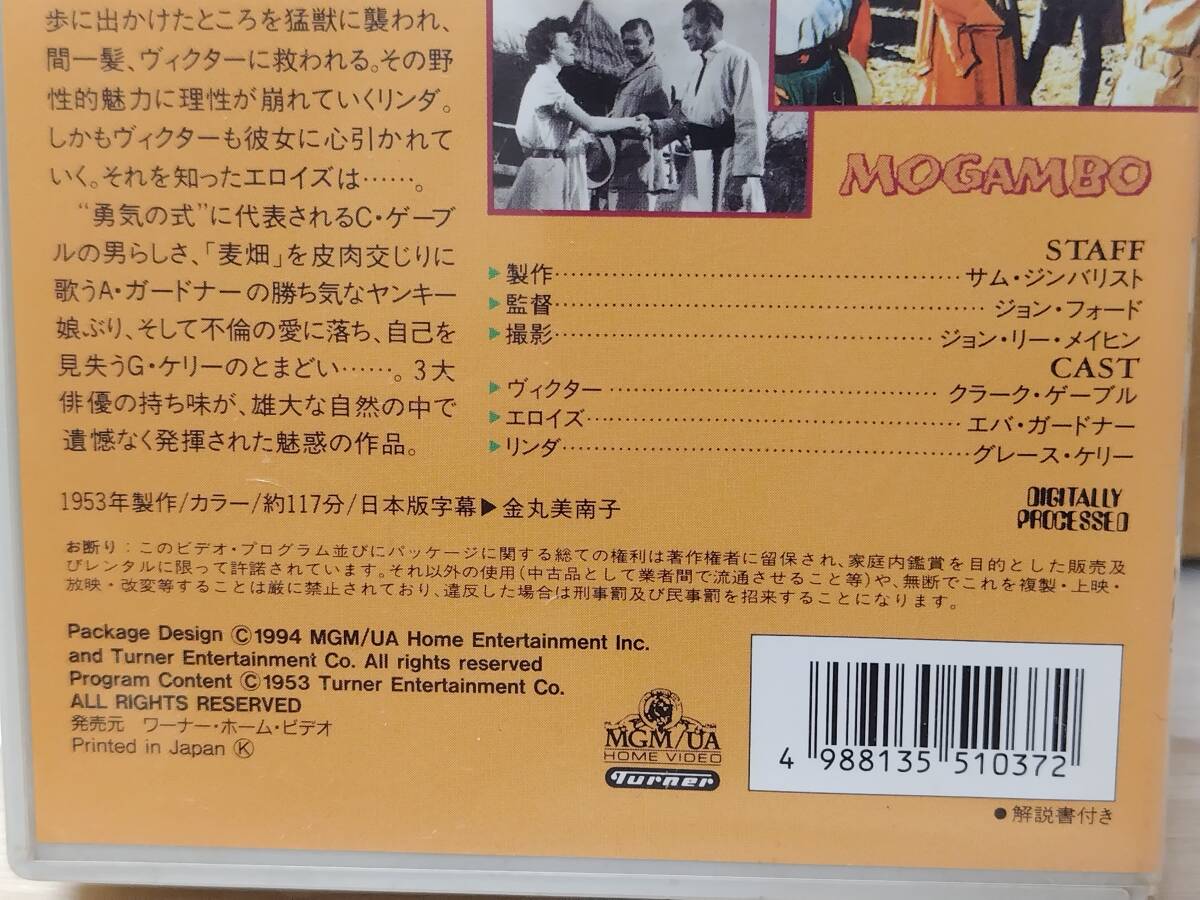 歩に出かけたところを猛獣に襲われ、
間一髪、ヴィクターに救われる。その野
性的魅力に理性が崩れていくリンダ。
しかもヴィクターも彼女に心引かれて
いく。それを知ったエロイズは……。
“勇気の式”に代表されるC・ゲーブ
ルの男らしさ、「麦畑」を皮肉交じりに
歌うA・ガードナーの勝ち気なヤンキー
娘ぶり、そして不倫の愛に落ち、自己を
見失うG・ケリーのとまどい……。3大
俳優の持ち味が、雄大な自然の中で
遺憾なく発揮された魅惑の作品。
MOGAMBO
STAFF
▶製作……サム・ジンバリスト
▶監督……ジョン・フォード
▶撮影……ジョン・リー・メイヒン
CAST
▶ヴィクター……クラーク・ゲーブル
▶エロイズ……エバ・ガードナー
▶リンダ……グレース・ケリー
1953年製作/カラー/約117分/日本版字幕▶金丸美南子
DIGITALLY
PROCESSED
お断り:このビデオ・プログラム並びにパッケージに関する総ての権利は著作権者に留保され、家庭内鑑賞を目的とした販売及
びレンタルに限って許諾されています。それ以外の使用(中古品として業者間で流通させること等)や、無断でこれを複製・上映・
放映・改変等することは厳に禁止されており、違反した場合は刑事罰及び民事罰を招来することになります。
Package Design ©1994 MGM/UA Home Entertainment Inc.
and Turner Entertainment Co. All rights reserved
Program Content ©1953 Turner Entertainment Co.
ALL RIGHTS RESERVED
発売元 ワーナー・ホーム・ビデオ
Printed in Japan Ⓚ
MGM/UA
HOME VIDEO
Turner
4 988135 510372
●解説書付き